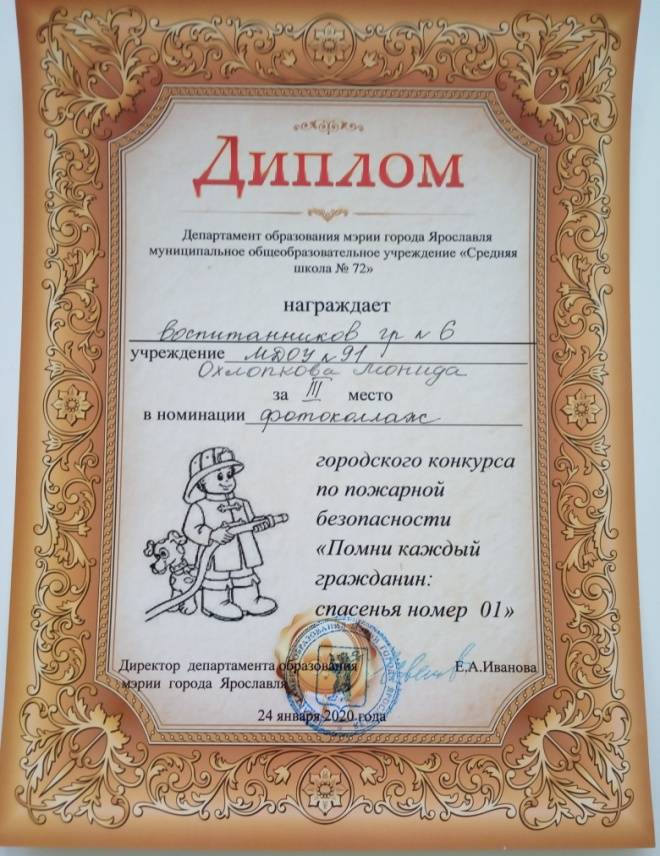 Диплом
Департамент образования мэрии города Ярославля
муниципальное общеобразовательное учреждение «Средняя
школа № 72»
награждает
воспитанников гр № 6
учреждение МДОУ № 91
Охлопкова
за III место
в номинации фотоколлаж
городского конкурса
по пожарной
безопасности
«Помни каждый
гражданин:
спасенья номер 01»
Директор департамента образования
мэрии города Ярославля
Е.А.Иванова
24 января 2020 года